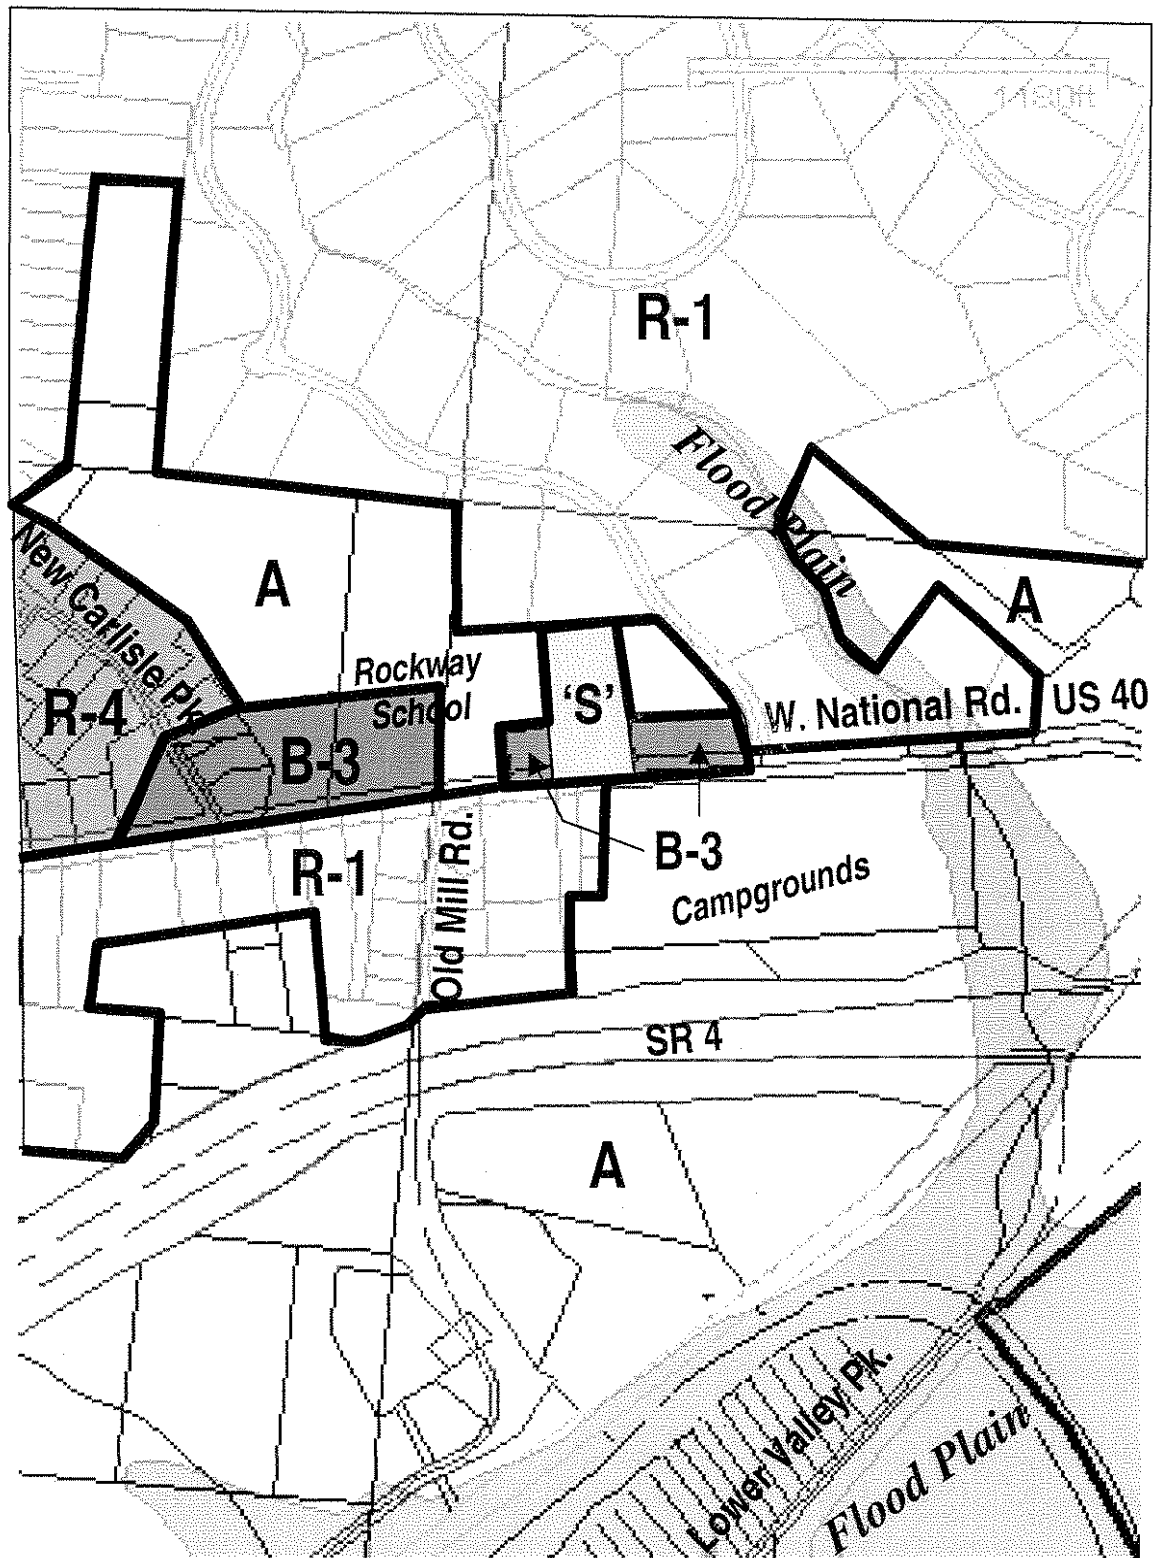 1180ft
R-1
Flood Plain
A
A
New Carlisle Pk.
Rockway
School
R-4
'S'
W. National Rd.
US 40
B-3
B-3
R-1
Old Mill Rd.
Campgrounds
SR 4
A
Lower Valley Pk.
Flood Plain